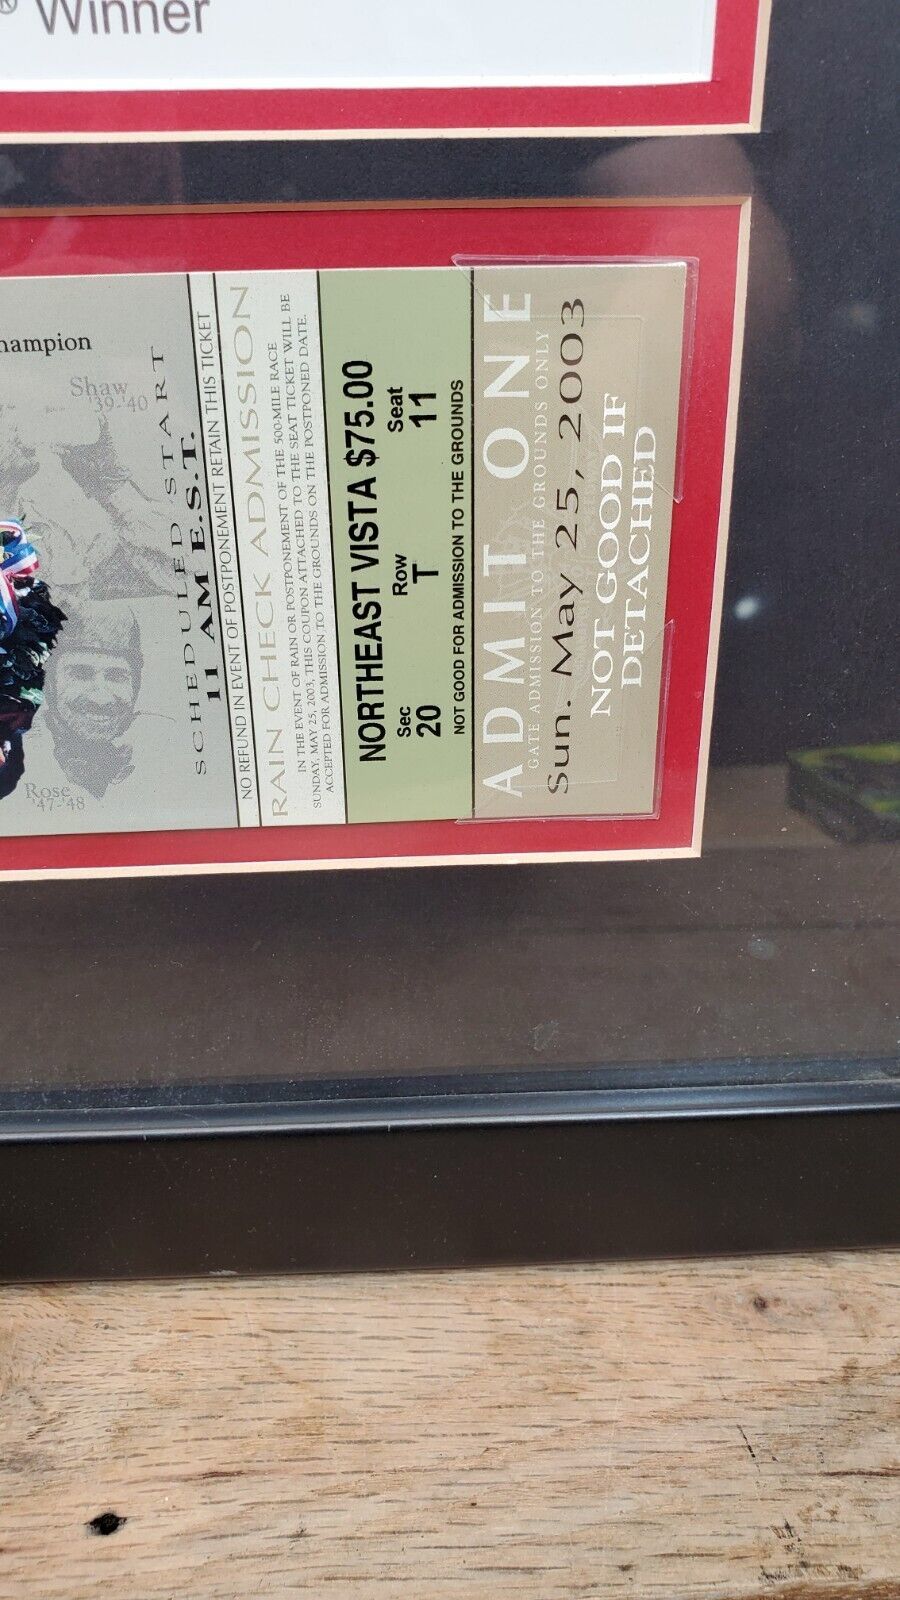 ® Winner
hampion
Shaw
'39-'40
Rose
'47-'48
SCHEDULED START
11 AM E.S.T.
NO REFUND IN EVENT OF POSTPONEMENT RETAIN THIS TICKET
RAIN CHECK ADMISSION
IN THE EVENT OF RAIN OR POSTPONEMENT OF THE 500-MILE RACE
SUNDAY, MAY 25, 2003, THIS COUPON ATTACHED TO THE SEAT TICKET WILL BE
ACCEPTED FOR ADMISSION TO THE GROUNDS ON THE POSTPONED DATE.
NORTHEAST VISTA $75.00
Sec Row Seat
20 T 11
NOT GOOD FOR ADMISSION TO THE GROUNDS
ADMIT ONE
GATE ADMISSION TO THE GROUNDS ONLY
Sun. May 25, 2003
NOT GOOD IF
DETACHED